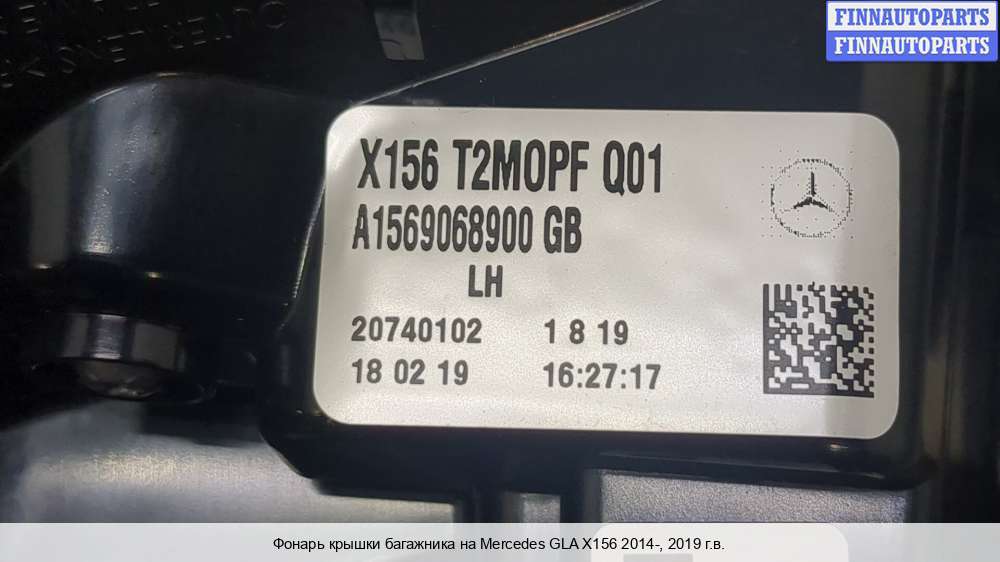 FINNAUTOPARTS
FINNAUTOPARTS
X156 T2MOPF Q01
A1569068900 GB
LH
20740102 1 8 19
18 02 19 16:27:17
Фонарь крышки багажника на Mercedes GLA X156 2014-, 2019 г.в.